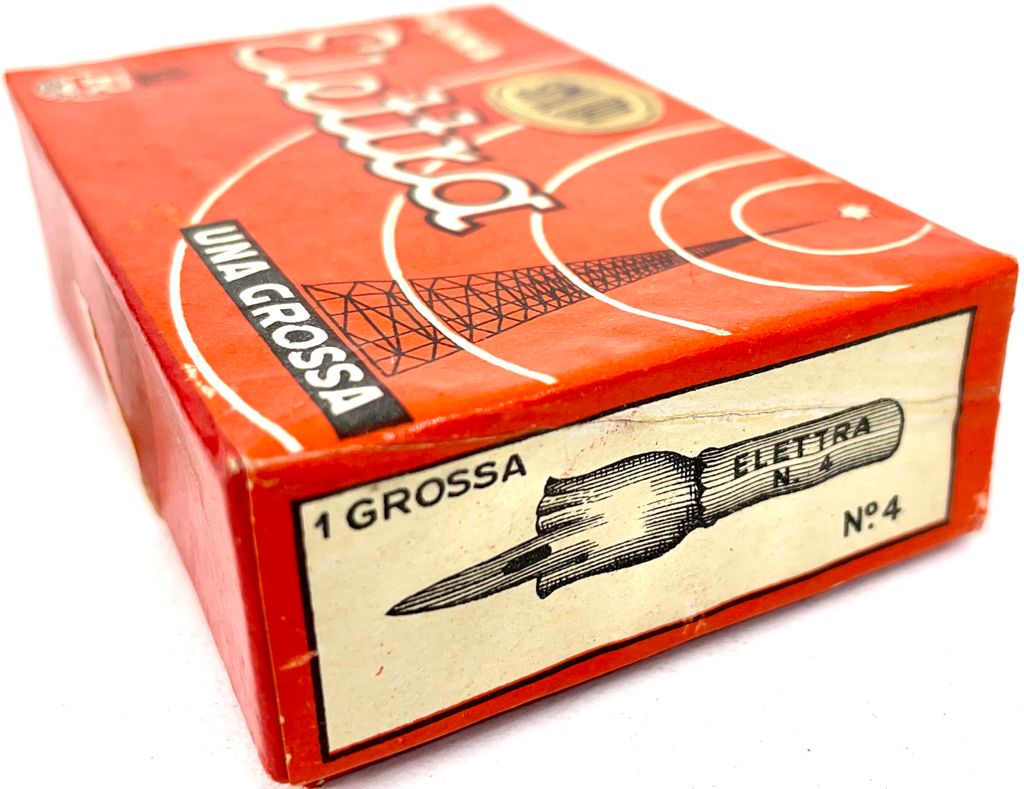 Elettra
UNA GROSSA
1 GROSSA
ELETTRA
N. 4
Nº 4